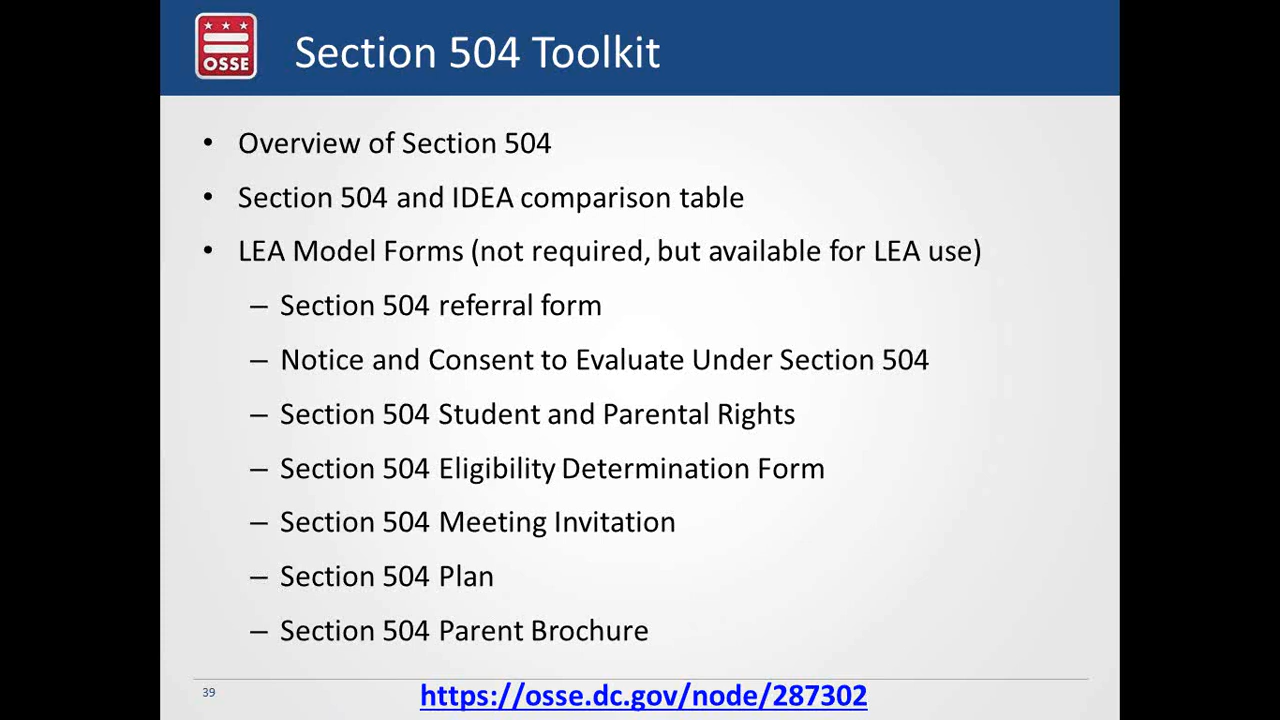 OSSE
Section 504 Toolkit
• Overview of Section 504
• Section 504 and IDEA comparison table
• LEA Model Forms (not required, but available for LEA use)
– Section 504 referral form
– Notice and Consent to Evaluate Under Section 504
– Section 504 Student and Parental Rights
– Section 504 Eligibility Determination Form
– Section 504 Meeting Invitation
– Section 504 Plan
– Section 504 Parent Brochure
39
https://osse.dc.gov/node/287302